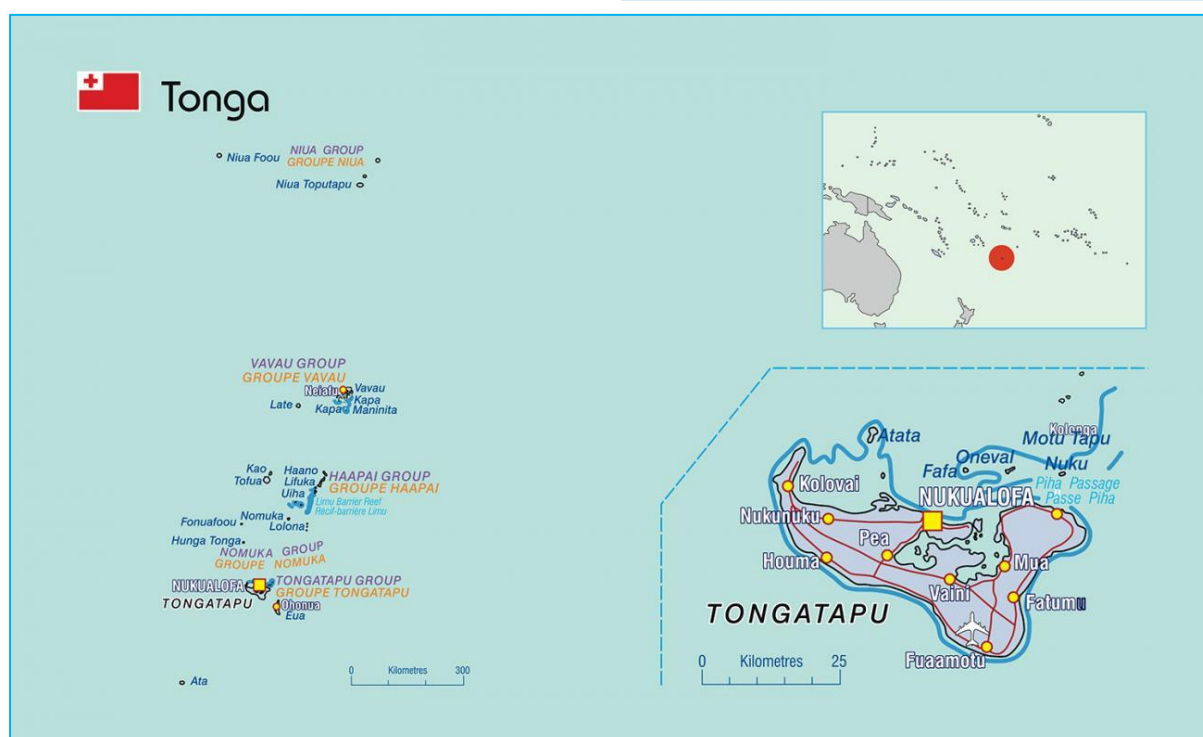 Tonga
Niua Foou
NIUA GROUP
GROUPE NIUA
Niua Toputapu
VAVAU GROUP
GROUPE VAVAU
Neiafu
Vavau
Late
Kapa
Kapa
Maninita
Kao
Tofua
Haano
Lifuka
Uiha
HAAPAI GROUP
GROUPE HAAPAI
Limu Barrier Reef
Récif-barrière Limu
Fonuafoou
Nomuka
Lolona
Hunga Tonga
NOMUKA GROUP
GROUPE NOMUKA
NUKUALOFA
TONGATAPU GROUP
GROUPE TONGATAPU
TONGATAPU
Ohonua
Eua
0 Kilometres 300
Ata
Atata
Kolonga
Motu Tapu
Oneval
Fafa
Nuku
Kolovai
Piha Passage
Passe Piha
NUKUALOFA
Nukunuku
Pea
Houma
Mua
Vaini
Fatumu
TONGATAPU
Fuaamotu
0 Kilometres 25